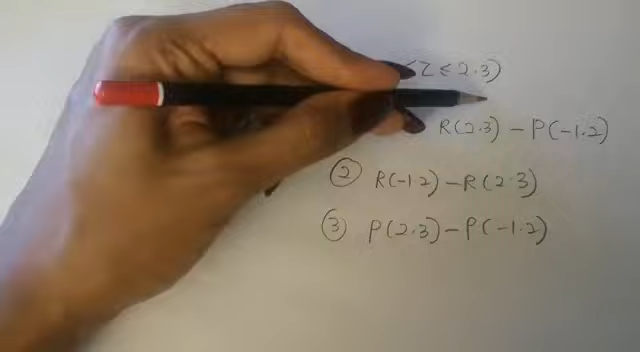 < Z ≤ 2.3)
R(2.3) - P(-1.2)
② R(-1.2) - R(2.3)
③ P(2.3) - P(-1.2)